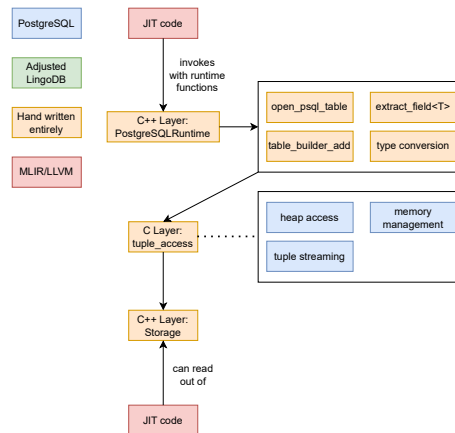 PostgreSQL
Adjusted
LingoDB
Hand written
entirely
MLIR/LLVM
JIT code
invokes
with runtime
functions
C++ Layer:
PostgreSQLRuntime
open_psql_table
extract_field<T>
table_builder_add
type conversion
C Layer:
tuple_access
heap access
memory
management
tuple streaming
C++ Layer:
Storage
can read
out of
JIT code